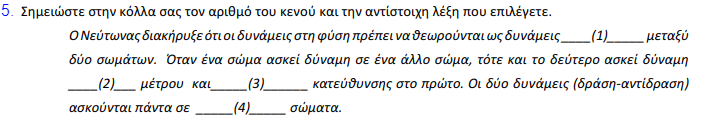 5. Σημειώστε στην κόλλα σας τον αριθμό του κενού και την αντίστοιχη λέξη που επιλέγετε.
Ο Νεύτωνας διακήρυξε ότι οι δυνάμεις στη φύση πρέπει να θεωρούνται ως δυνάμεις____(1)_____ μεταξύ
δύο σωμάτων. Όταν ένα σώμα ασκεί δύναμη σε ένα άλλο σώμα, τότε και το δεύτερο ασκεί δύναμη
____(2)___ μέτρου και_____(3)______ κατεύθυνσης στο πρώτο. Οι δύο δυνάμεις (δράση-αντίδραση)
ασκούνται πάντα σε _____(4)_____ σώματα.